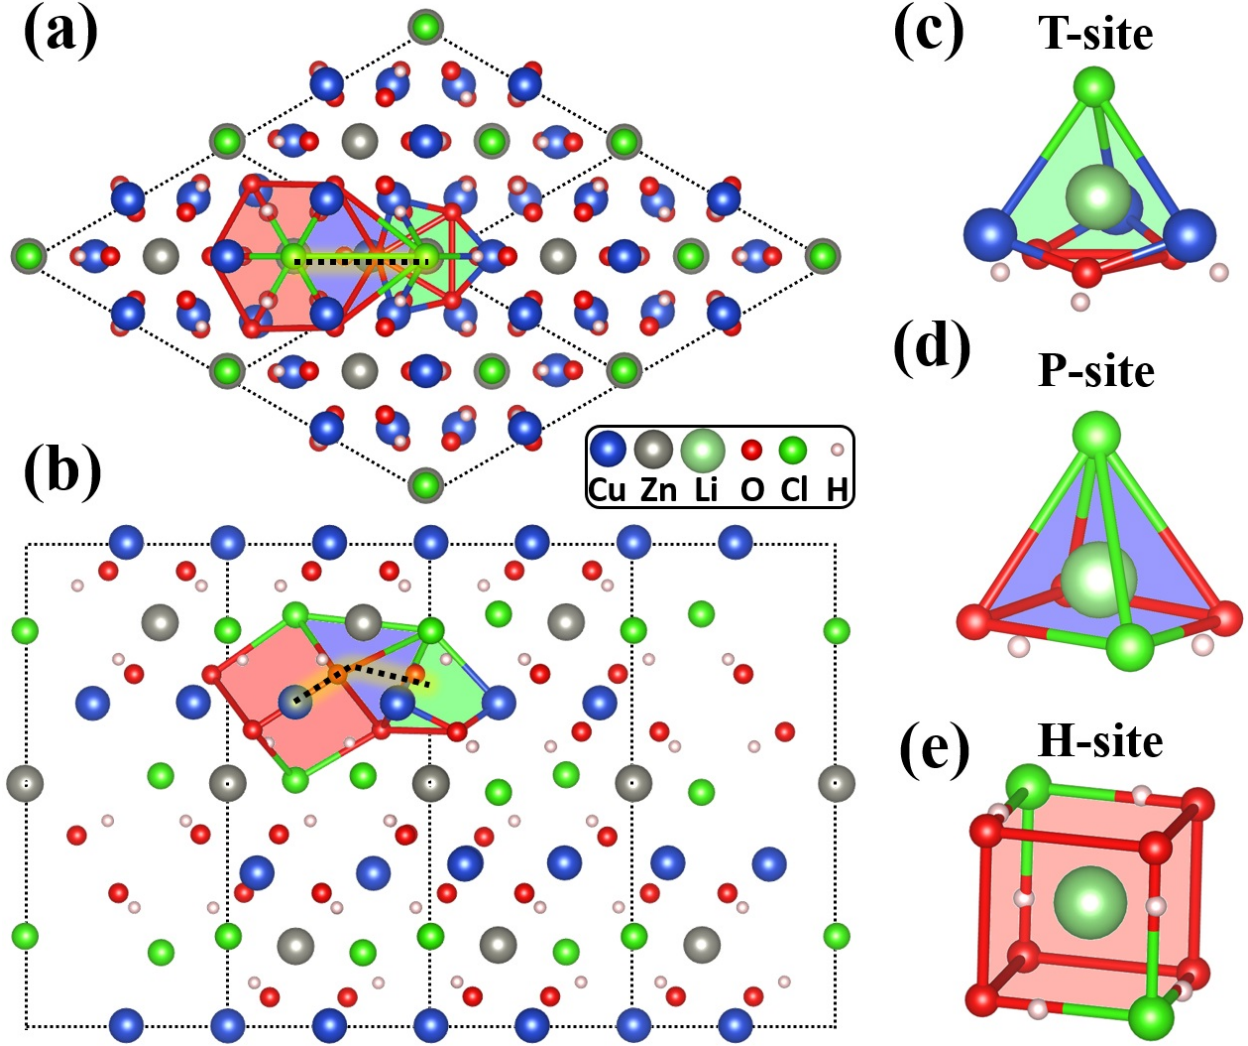 (a)
(b)
Cu Zn Li O Cl H
(c) T-site
(d)
P-site
(e) H-site